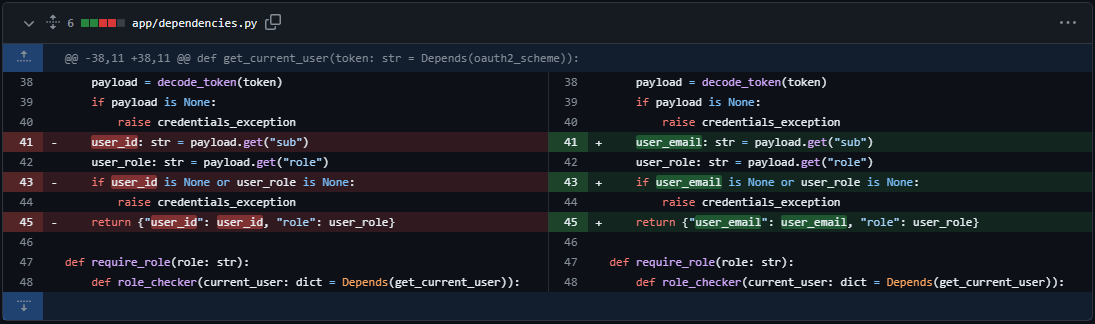 6 app/dependencies.py
@@ -38,11 +38,11 @@ def get_current_user(token: str = Depends(oauth2_scheme)):
38 payload = decode_token(token)
39 if payload is None:
40 raise credentials_exception
41 - user_id: str = payload.get("sub")
42 user_role: str = payload.get("role")
43 - if user_id is None or user_role is None:
44 raise credentials_exception
45 - return {"user_id": user_id, "role": user_role}
46
47 def require_role(role: str):
48 def role_checker(current_user: dict = Depends(get_current_user)):
38 payload = decode_token(token)
39 if payload is None:
40 raise credentials_exception
41 + user_email: str = payload.get("sub")
42 user_role: str = payload.get("role")
43 + if user_email is None or user_role is None:
44 raise credentials_exception
45 + return {"user_email": user_email, "role": user_role}
46
47 def require_role(role: str):
48 def role_checker(current_user: dict = Depends(get_current_user)):